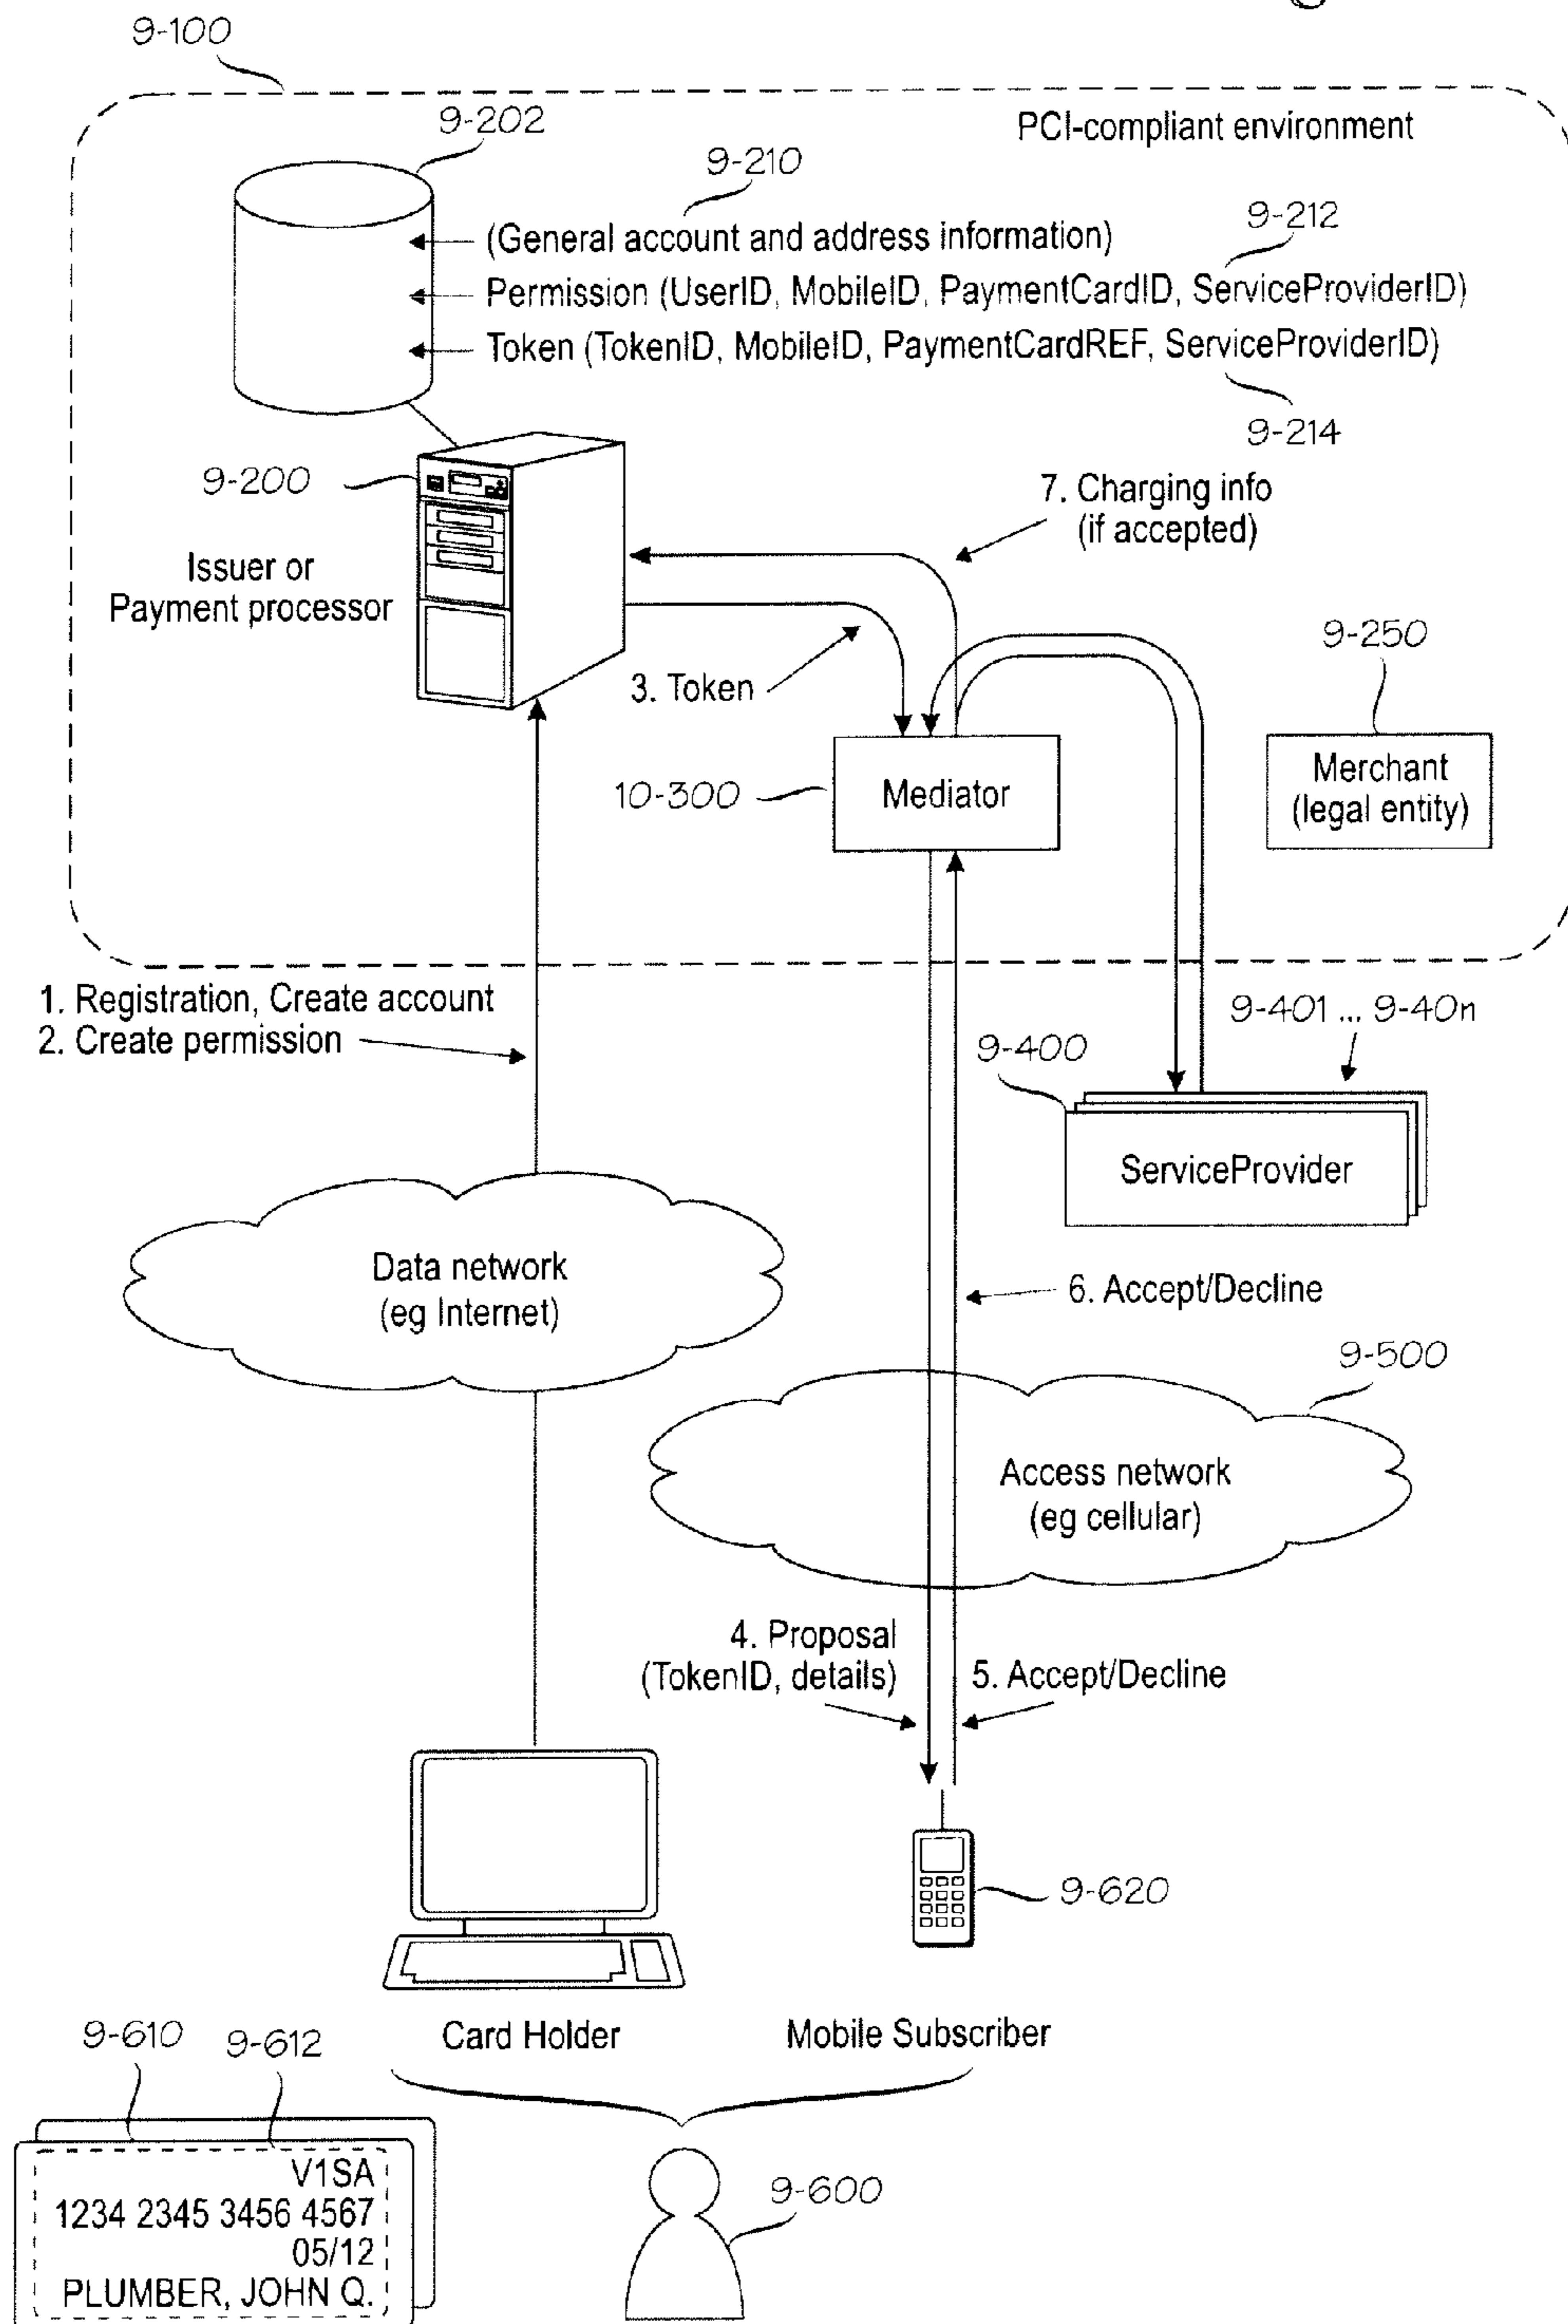 9-100
PCI-compliant environment
9-202
9-210
(General account and address information)
9-212
Permission (UserID, MobileID, PaymentCardID, ServiceProviderID)
Token (TokenID, MobileID, PaymentCardREF, ServiceProviderID)
9-214
9-200
Issuer or
Payment processor
7. Charging info
(if accepted)
3. Token
9-250
10-300
Mediator
Merchant
(legal entity)
1. Registration, Create account
2. Create permission
9-401 ... 9-40n
9-400
ServiceProvider
Data network
(eg Internet)
6. Accept/Decline
9-500
Access network
(eg cellular)
4. Proposal
(TokenID, details)
5. Accept/Decline
9-620
Card Holder
Mobile Subscriber
9-610
9-612
V1SA
1234 2345 3456 4567
05/12
PLUMBER, JOHN Q.
9-600